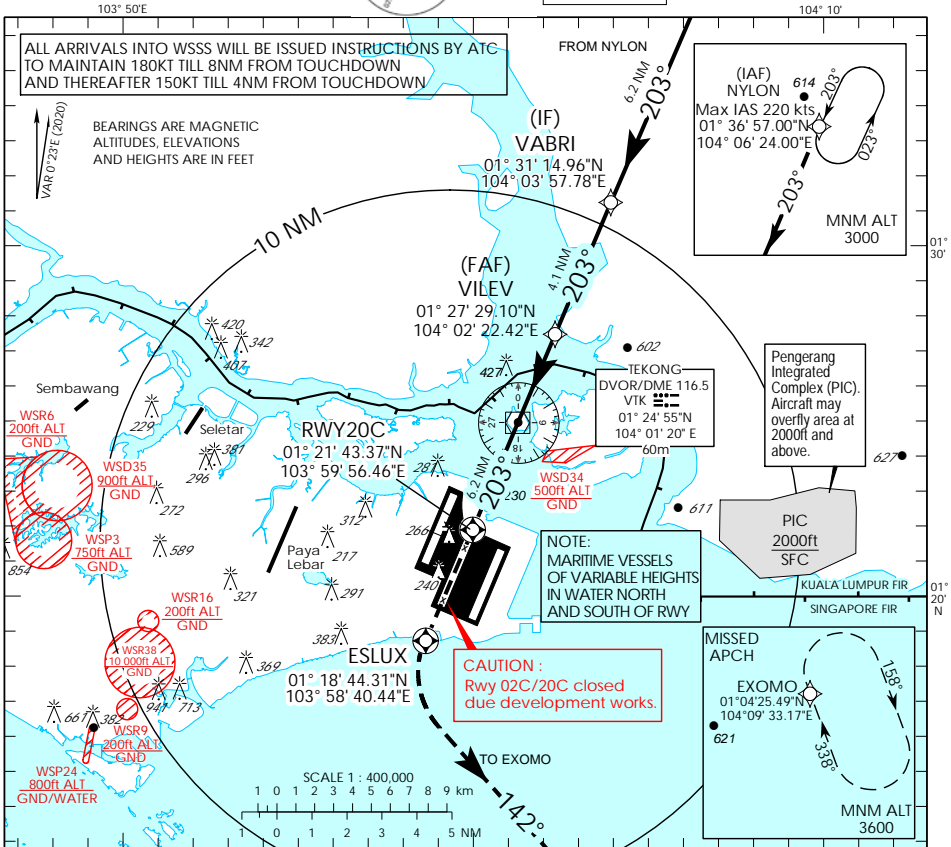 103° 50'E
104° 10'
ALL ARRIVALS INTO WSSS WILL BE ISSUED INSTRUCTIONS BY ATC
TO MAINTAIN 180KT TILL 8NM FROM TOUCHDOWN
AND THEREAFTER 150KT TILL 4NM FROM TOUCHDOWN
VAR 0°23'E (2020)
BEARINGS ARE MAGNETIC
ALTITUDES, ELEVATIONS
AND HEIGHTS ARE IN FEET
FROM NYLON
6.2 NM
203°
(IF)
VABRI
01° 31' 14.96"N
104° 03' 57.78"E
(IAF)
NYLON
Max IAS 220 kts
01° 36' 57.00"N
104° 06' 24.00"E
614
203°
023°
203°
MNM ALT
3000
01°
30'
10 NM
4.1 NM
203°
(FAF)
VILEV
01° 27' 29.10"N
104° 02' 22.42"E
420
342
407
427
602
Sembawang
229
Seletar
381
296
TEKONG
DVOR/DME 116.5
VTK
01° 24' 55"N
104° 01' 20" E
60m
0
9
18
27
Pengerang
Integrated
Complex (PIC).
Aircraft may
overfly area at
2000ft and
above.
WSR6
200ft ALT
GND
WSD35
900ft ALT
GND
WSP3
750ft ALT
GND
854
RWY20C
01° 21' 43.37"N
103° 59' 56.46"E
6.2 NM
203°
287
230
WSD34
500ft ALT
GND
627
611
272
589
312
217
266
Paya
Lebar
321
291
240
NOTE:
MARITIME VESSELS
OF VARIABLE HEIGHTS
IN WATER NORTH
AND SOUTH OF RWY
PIC
2000ft
SFC
KUALA LUMPUR FIR
SINGAPORE FIR
01°
20'
N
WSR16
200ft ALT
GND
WSR38
10 000ft ALT
GND
383
369
ESLUX
01° 18' 44.31"N
103° 58' 40.44"E
CAUTION :
Rwy 02C/20C closed
due development works.
661
382
941
713
WSR9
200ft ALT
GND
WSP24
800ft ALT
GND/WATER
TO EXOMO
142°
MISSED
APCH
EXOMO
01°04'25.49"N
104°09' 33.17"E
621
158°
338°
MNM ALT
3600
SCALE 1 : 400,000
1 0 1 2 3 4 5 6 7 8 9 km
1 0 1 2 3 4 5 NM